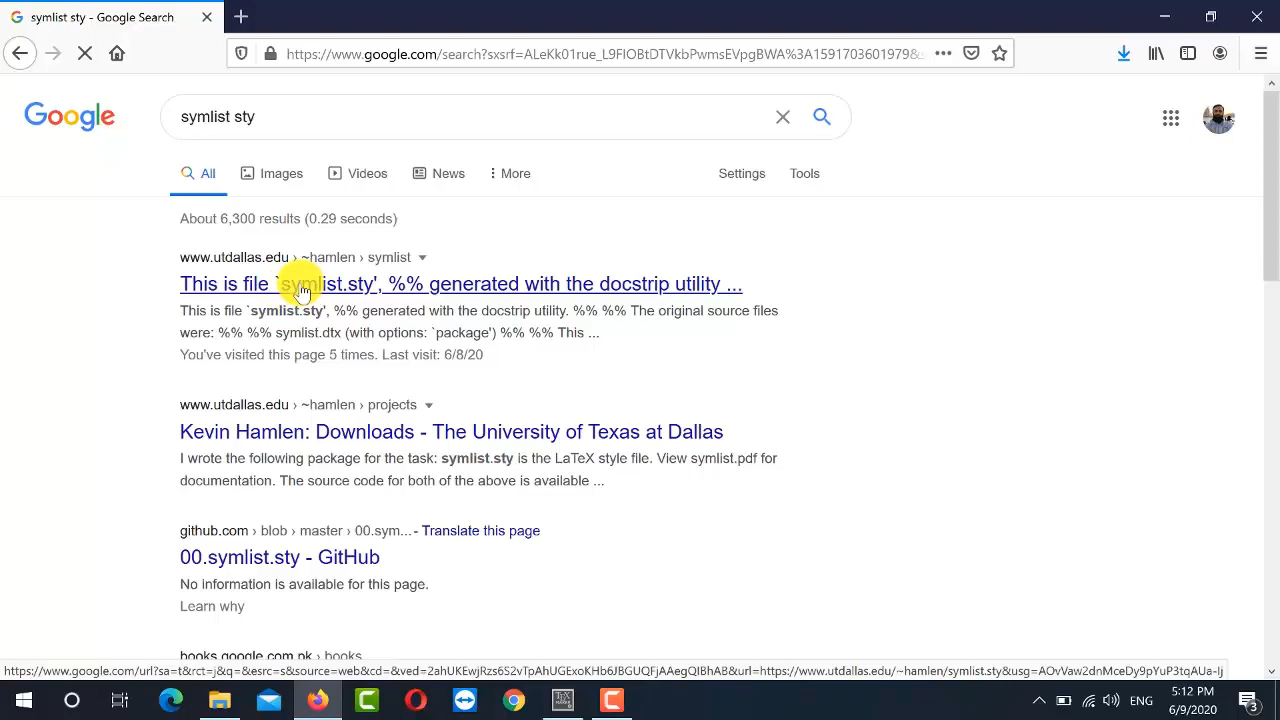 symlist sty - Google Search
https://www.google.com/search?sxsrf=ALeKk01rue_L9FIOBtDTVkbPwmsEVpgBWA%3A1591703601979&
Google
symlist sty
All
Images
Videos
News
More
Settings
Tools
About 6,300 results (0.29 seconds)
www.utdallas.edu › ~hamlen › symlist
This is file `symlist.sty', %% generated with the docstrip utility ...
This is file `symlist.sty', %% generated with the docstrip utility. %% %% The original source files
were: %% %% symlist.dtx (with options: `package') %% %% This ...
You've visited this page 5 times. Last visit: 6/8/20
www.utdallas.edu › ~hamlen › projects
Kevin Hamlen: Downloads - The University of Texas at Dallas
I wrote the following package for the task: symlist.sty is the LaTeX style file. View symlist.pdf for
documentation. The source code for both of the above is available ...
github.com › blob › master › 00.sym... - Translate this page
00.symlist.sty - GitHub
No information is available for this page.
Learn why
books.google.com.pk › books
https://www.google.com/url?sa=t&rct=j&q=&esrc=s&source=web&cd=&ved=2ahUKEwjRzs6S2vTpAhUGExoKHb6JBGUQFjAAegQIBhAB&url=https://www.utdallas.edu/~hamlen/symlist.sty&usg=AOvVaw2dnMceDy9pYuP3tqAUa-Ij
ENG
5:12 PM
6/9/2020
3